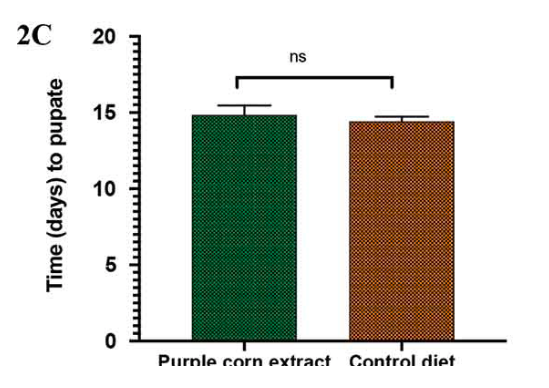 2C
Time (days) to pupate
20
15
10
5
0
ns
Purple corn extract
Control diet